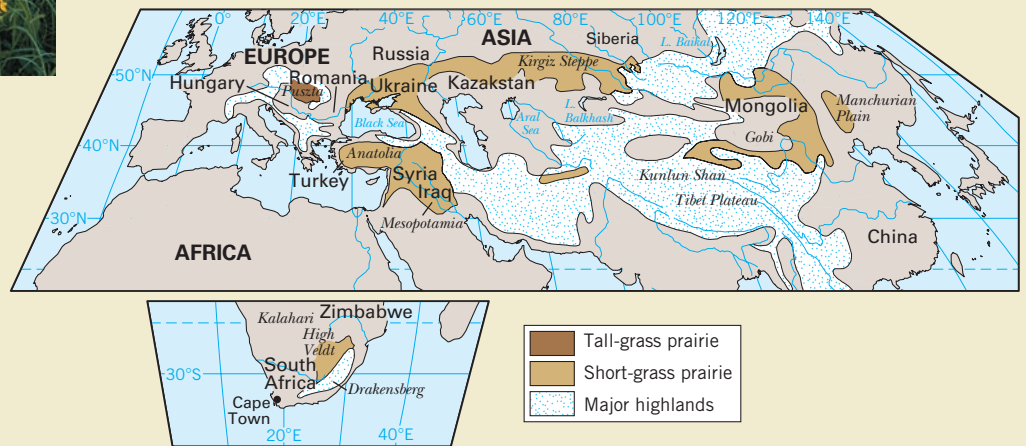 0° 20°E 60°E 80°E 100°E 120°E 140°E
ASIA
EUROPE
Russia
Siberia
L. Baikal
50°N
Hungary
Romania
Puszta
Ukraine
Kirgiz Steppe
Kazakstan
Mongolia
Manchurian
Plain
Black Sea
Aral
Sea
L.
Balkhash
Gobi
40°N
Anatolia
Turkey
Syria
Iraq
Mesopotamia
Kunlun Shan
Tibet Plateau
30°N
AFRICA
China
Kalahari
Zimbabwe
High
Veldt
30°S
South
Africa
Drakensberg
Cape
Town
20°E
40°E
Tall-grass prairie
Short-grass prairie
Major highlands